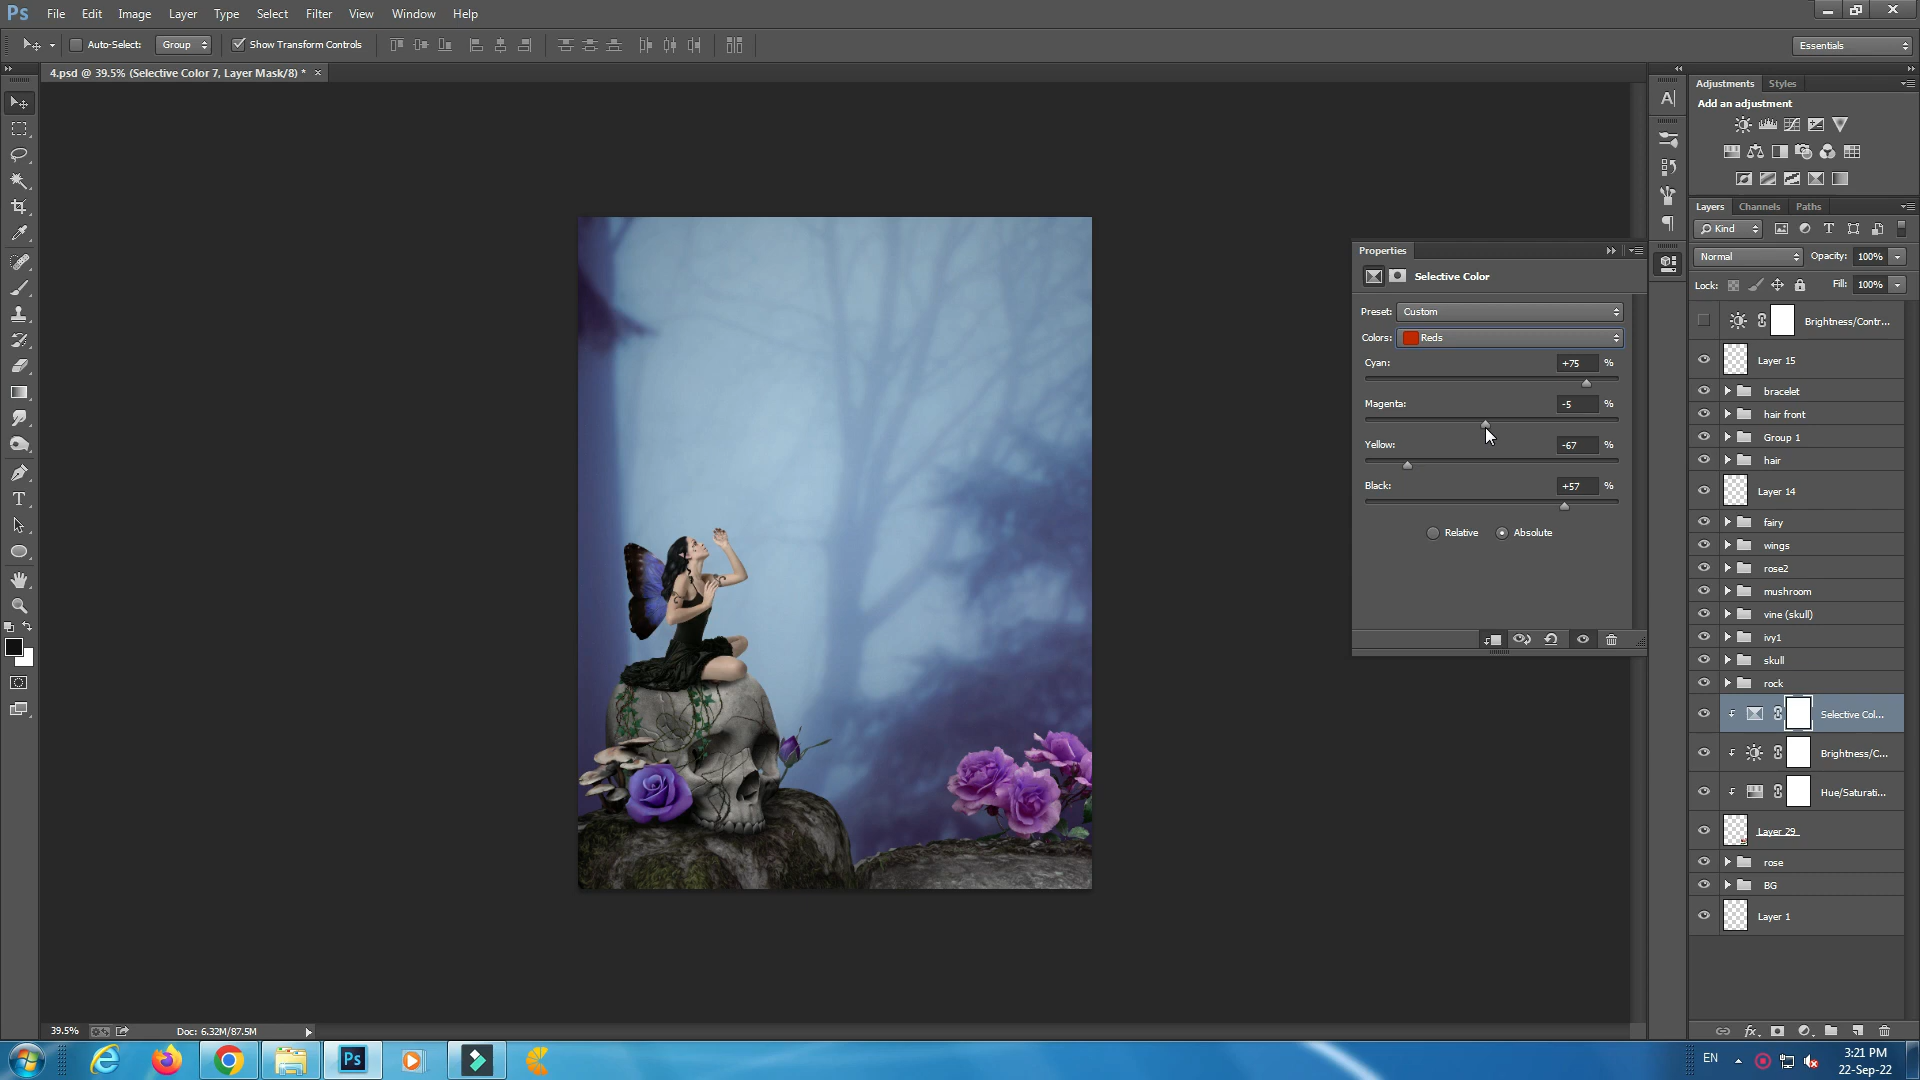 Ps File Edit Image Layer Type Select Filter View Window Help
Auto-Select: Group Show Transform Controls Essentials
4.psd @ 39.5% (Selective Color 7, Layer Mask/8) * ×
Adjustments Styles
Add an adjustment
Layers Channels Paths
Kind
Normal Opacity: 100%
Lock: Fill: 100%
Brightness/Contr...
Layer 15
bracelet
hair front
Group 1
hair
Layer 14
fairy
wings
rose2
mushroom
vine (skull)
ivy1
skull
rock
Selective Col...
Brightness/C...
Hue/Saturati...
Layer 29
rose
BG
Layer 1
Properties
Selective Color
Preset: Custom
Colors: Reds
Cyan: +75 %
Magenta: -5 %
Yellow: -67 %
Black: +57 %
Relative Absolute
39.5% Doc: 6.32M/87.5M
Ps
EN 3:21 PM
22-Sep-22